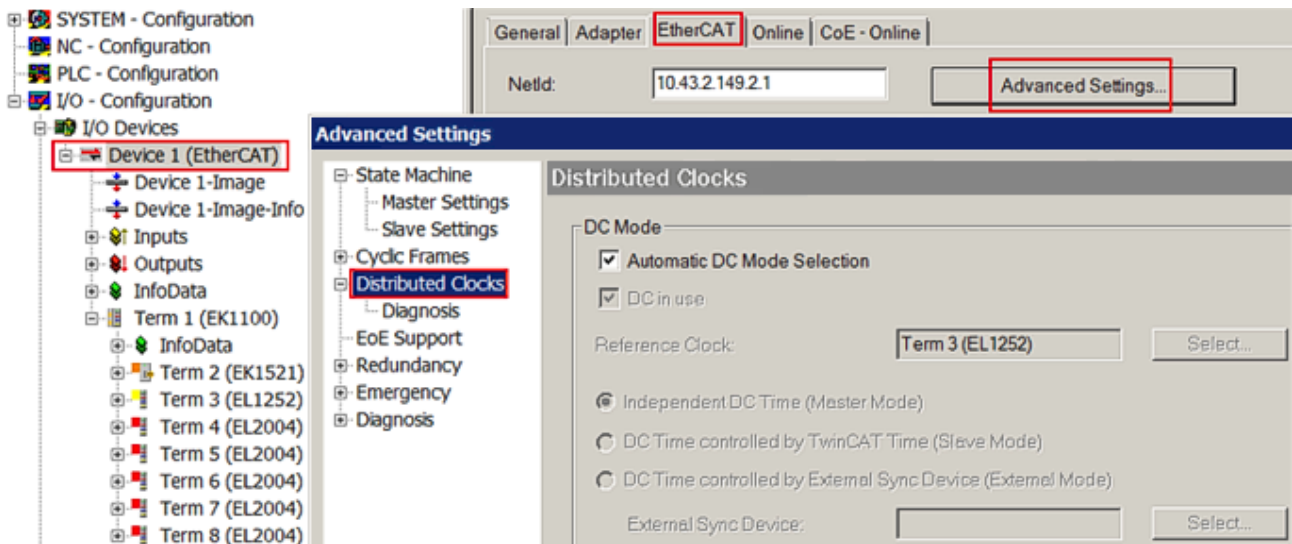 SYSTEM - Configuration
NC - Configuration
PLC - Configuration
I/O - Configuration
I/O Devices
Device 1 (EtherCAT)
Device 1-Image
Device 1-Image-Info
Inputs
Outputs
InfoData
Term 1 (EK1100)
InfoData
Term 2 (EK1521)
Term 3 (EL1252)
Term 4 (EL2004)
Term 5 (EL2004)
Term 6 (EL2004)
Term 7 (EL2004)
Term 8 (EL2004)
General Adapter EtherCAT Online CoE - Online
NetId: 10.43.2.149.2.1 Advanced Settings...
Advanced Settings
State Machine
Master Settings
Slave Settings
Cyclic Frames
Distributed Clocks
Diagnosis
EoE Support
Redundancy
Emergency
Diagnosis
Distributed Clocks
DC Mode
Automatic DC Mode Selection
DC in use
Reference Clock: Term 3 (EL1252) Select...
Independent DC Time (Master Mode)
DC Time controlled by TwinCAT Time (Slave Mode)
DC Time controlled by External Sync Device (External Mode)
External Sync Device: Select...